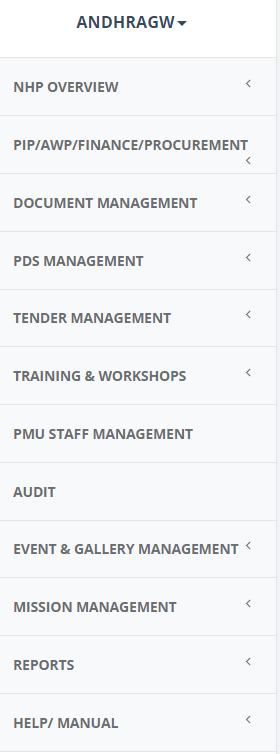 ANDHRAGW
NHP OVERVIEW
PIP/AWP/FINANCE/PROCUREMENT
DOCUMENT MANAGEMENT
PDS MANAGEMENT
TENDER MANAGEMENT
TRAINING & WORKSHOPS
PMU STAFF MANAGEMENT
AUDIT
EVENT & GALLERY MANAGEMENT
MISSION MANAGEMENT
REPORTS
HELP/ MANUAL